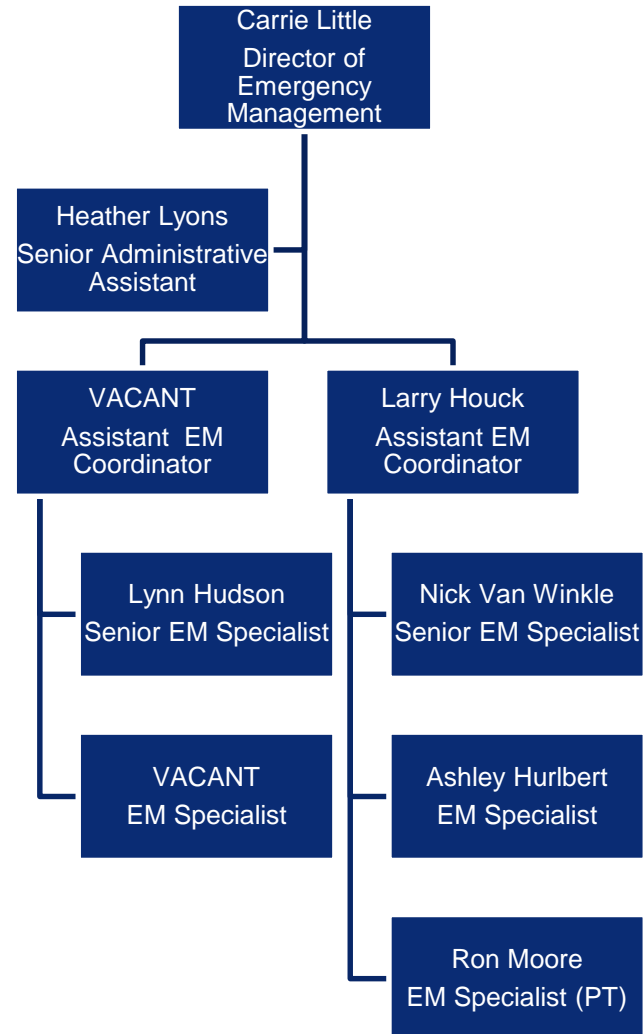 Carrie Little
Director of
Emergency
Management
Heather Lyons
Senior Administrative
Assistant
VACANT
Assistant EM
Coordinator
Larry Houck
Assistant EM
Coordinator
Lynn Hudson
Senior EM Specialist
Nick Van Winkle
Senior EM Specialist
VACANT
EM Specialist
Ashley Hurlbert
EM Specialist
Ron Moore
EM Specialist (PT)